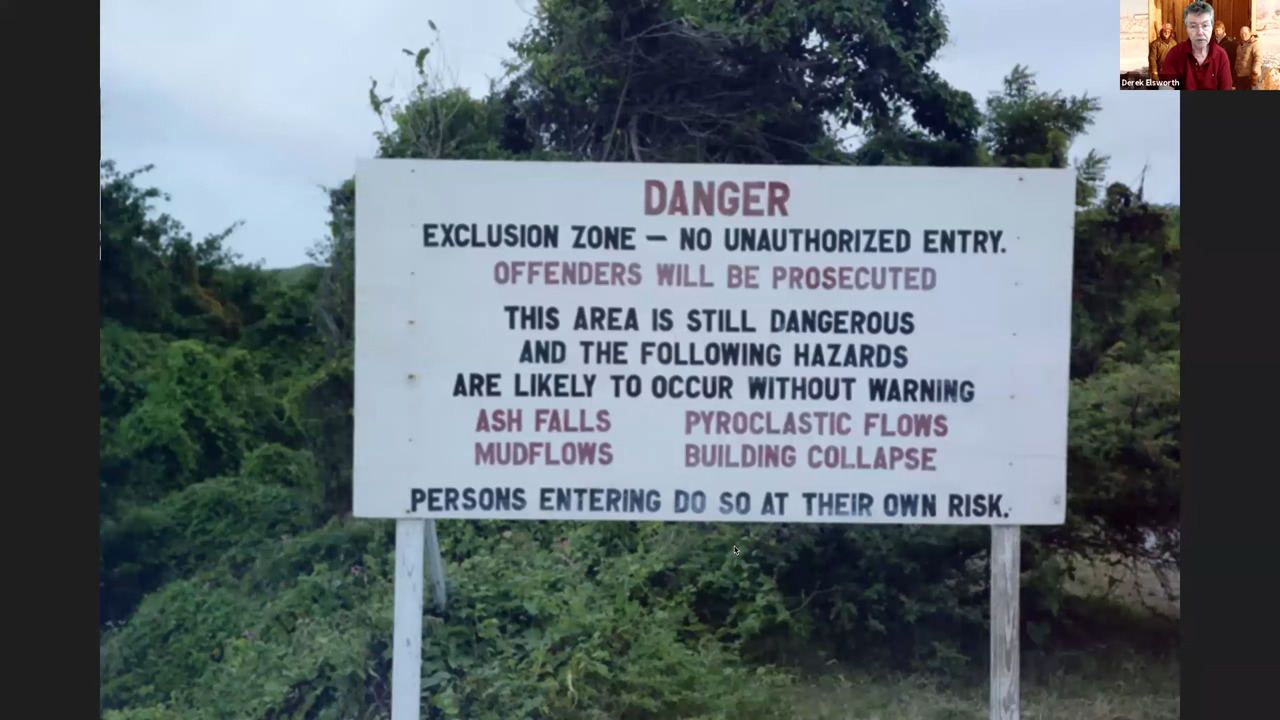 Derek Elsworth
DANGER
EXCLUSION ZONE — NO UNAUTHORIZED ENTRY.
OFFENDERS WILL BE PROSECUTED
THIS AREA IS STILL DANGEROUS
AND THE FOLLOWING HAZARDS
ARE LIKELY TO OCCUR WITHOUT WARNING
ASH FALLS PYROCLASTIC FLOWS
MUDFLOWS BUILDING COLLAPSE
PERSONS ENTERING DO SO AT THEIR OWN RISK.